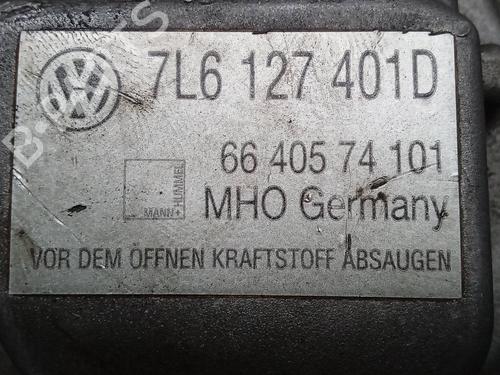 7L6 127 401D
66 405 74 101
MANN+
HUMMEL
MHO Germany
VOR DEM ÖFFNEN KRAFTSTOFF ABSAUGEN